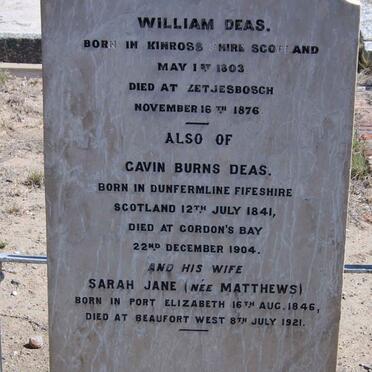 WILLIAM DEAS.
BORN IN KINROSS SHIRE SCOTLAND
MAY 1ST 1803
DIED AT ZETJESBOSCH
NOVEMBER 16TH 1876
ALSO OF
GAVIN BURNS DEAS.
BORN IN DUNFERMLINE FIFESHIRE
SCOTLAND 12TH JULY 1841,
DIED AT GORDON'S BAY
22ND DECEMBER 1904.
AND HIS WIFE
SARAH JANE (NÉE MATTHEWS)
BORN IN PORT ELIZABETH 16TH AUG. 1846,
DIED AT BEAUFORT WEST 8TH JULY 1921.